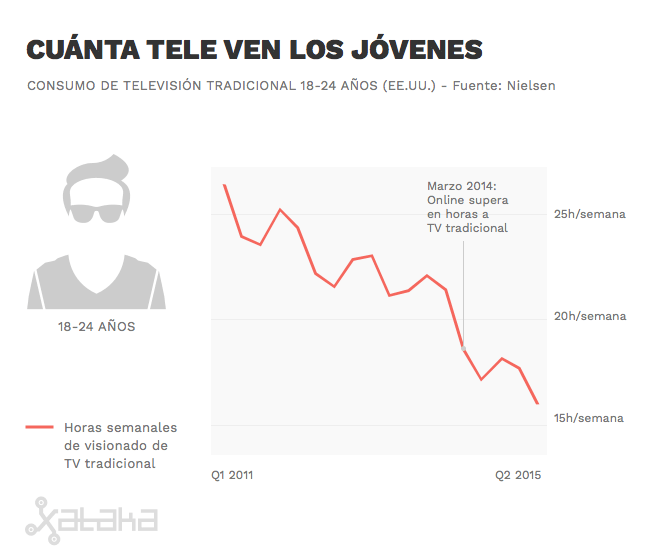 CUÁNTA TELE VEN LOS JÓVENES
CONSUMO DE TELEVISIÓN TRADICIONAL 18-24 AÑOS (EE.UU.) - Fuente: Nielsen
Marzo 2014:
Online supera
en horas a
TV tradicional
25h/semana
20h/semana
15h/semana
18-24 AÑOS
Horas semanales
de visionado de
TV tradicional
Q1 2011
Q2 2015
xataka